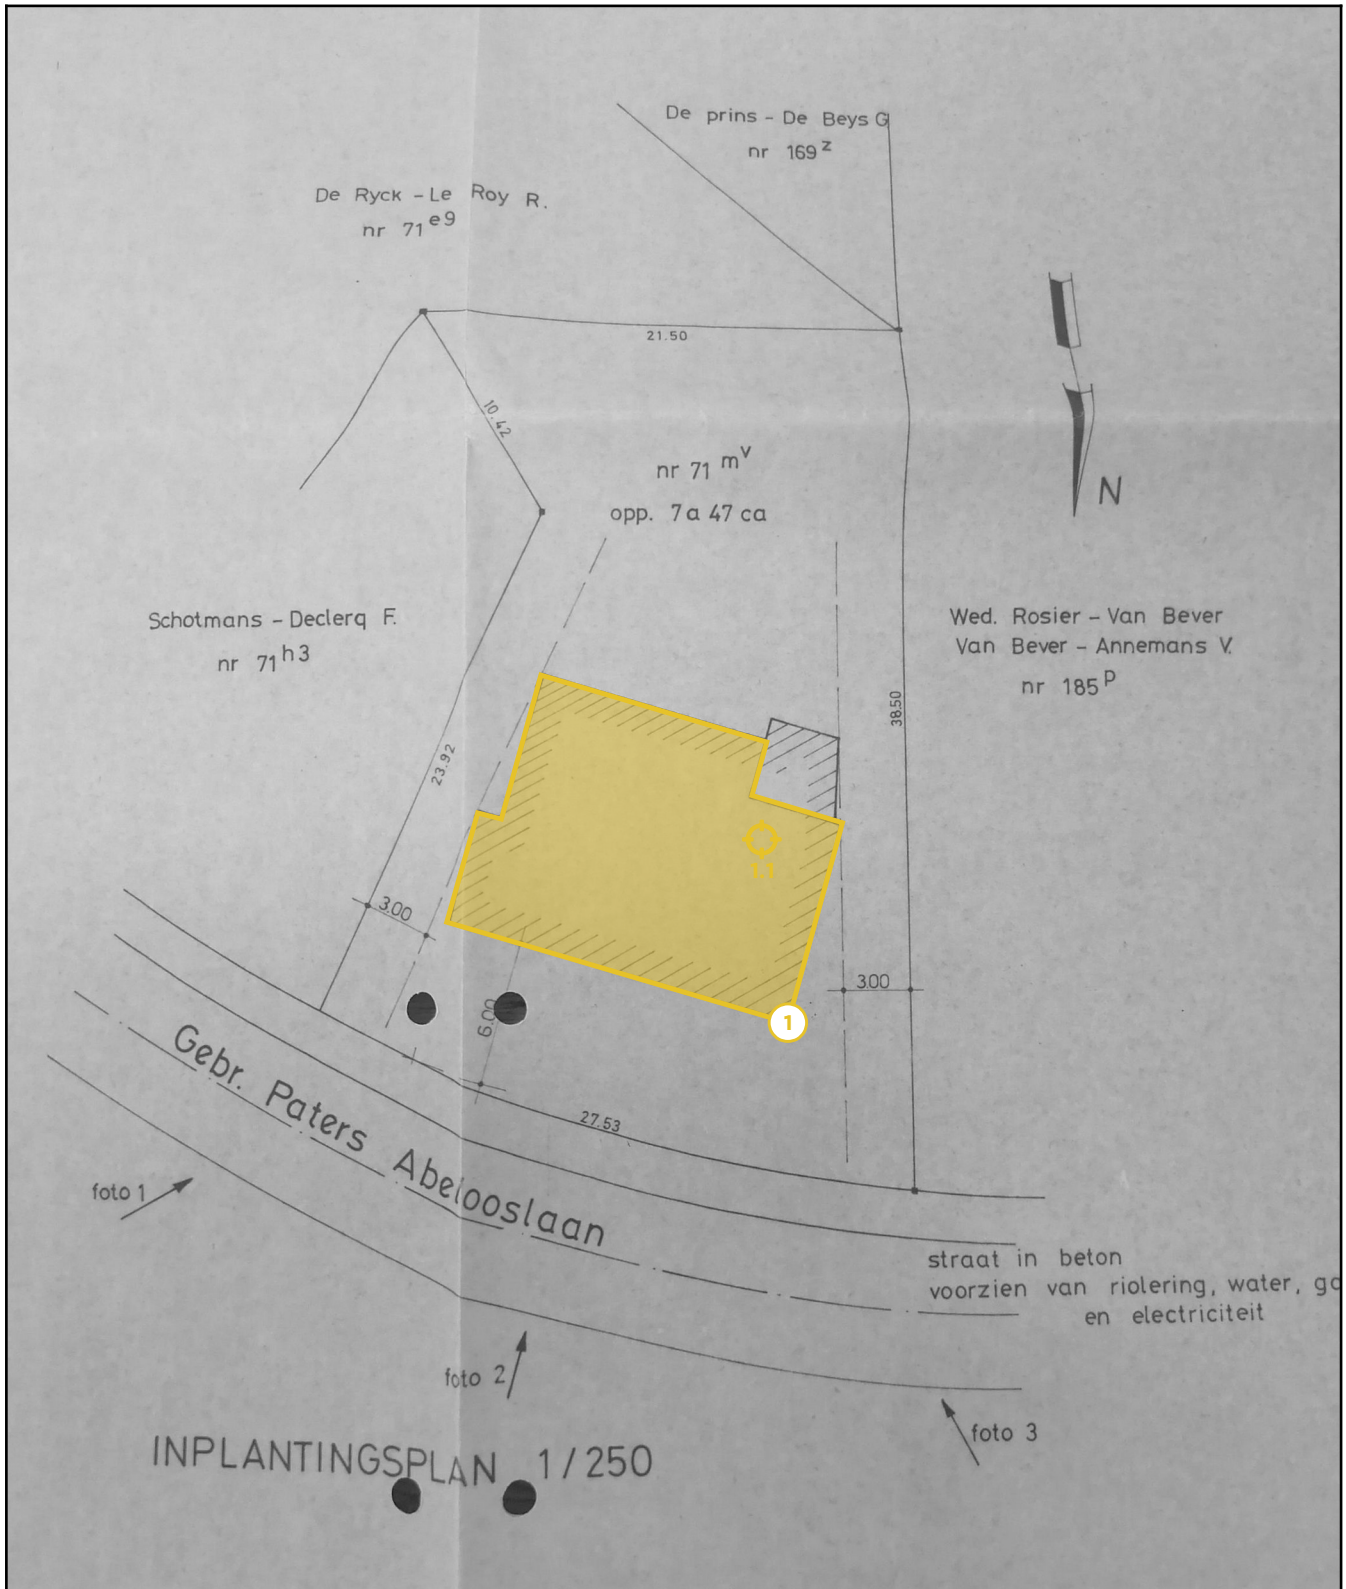 De prins - De Beys G
nr 169 z
De Ryck - Le Roy R.
nr 71 e9
21.50
10.42
nr 71 mv
opp. 7a 47 ca
N
Schotmans - Declerq F.
nr 71 h3
Wed. Rosier - Van Bever
Van Bever - Annemans V.
nr 185 p
38.50
23.92
1.1
3.00
3.00
6.00
1
27.53
Gebr. Paters Abelooslaan
foto 1
straat in beton
voorzien van riolering, water, ga
en electriciteit
foto 2
foto 3
INPLANTINGSPLAN 1/250